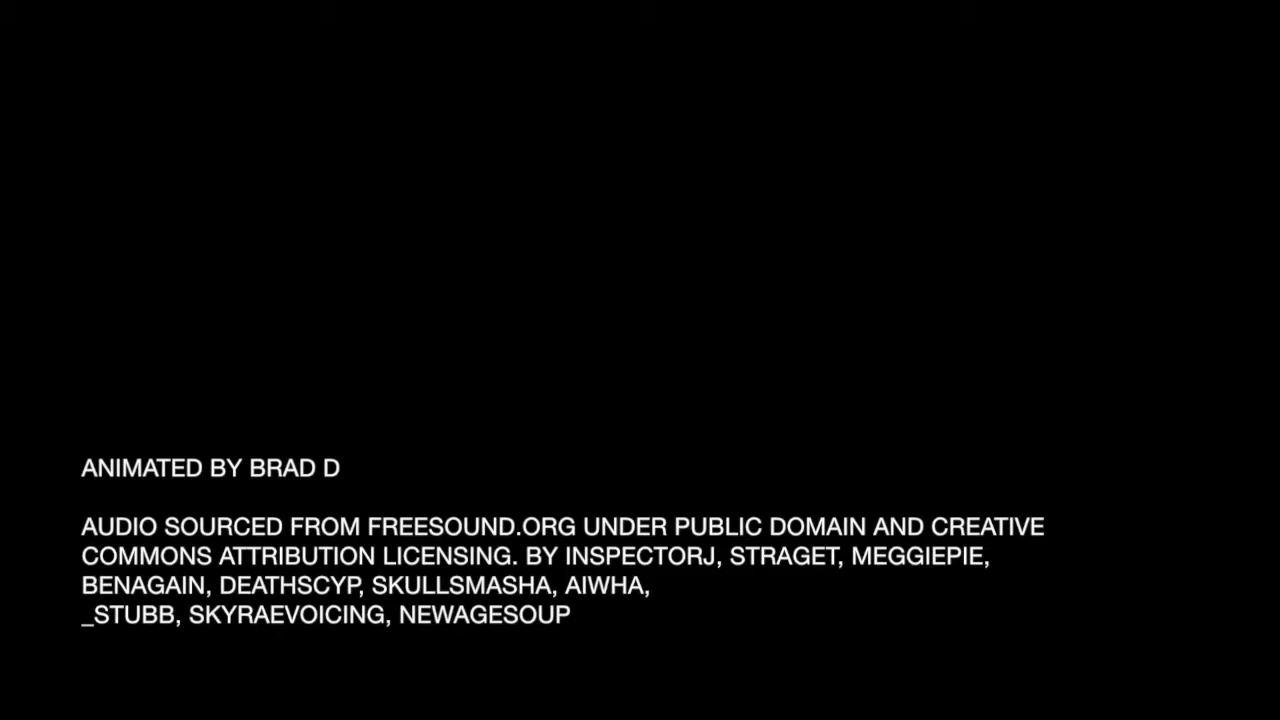 ANIMATED BY BRAD D
AUDIO SOURCED FROM FREESOUND.ORG UNDER PUBLIC DOMAIN AND CREATIVE
COMMONS ATTRIBUTION LICENSING. BY INSPECTORJ, STRAGET, MEGGIEPIE,
BENAGAIN, DEATHSCYP, SKULLSMASHA, AIWHA,
_STUBB, SKYRAEVOICING, NEWAGESOUP